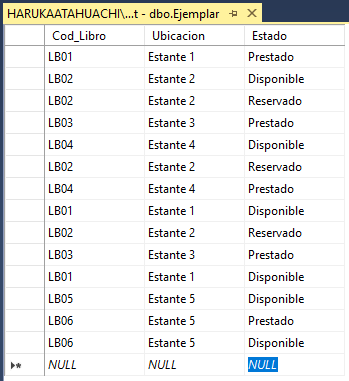 HARUKAATAHUACHI\...t - dbo.Ejemplar
Cod_Libro Ubicacion Estado
LB01 Estante 1 Prestado
LB02 Estante 2 Disponible
LB02 Estante 2 Reservado
LB03 Estante 3 Prestado
LB04 Estante 4 Disponible
LB02 Estante 2 Reservado
LB04 Estante 4 Prestado
LB01 Estante 1 Disponible
LB02 Estante 2 Reservado
LB03 Estante 3 Prestado
LB01 Estante 1 Disponible
LB05 Estante 5 Disponible
LB06 Estante 5 Prestado
LB06 Estante 5 Disponible
NULL NULL NULL